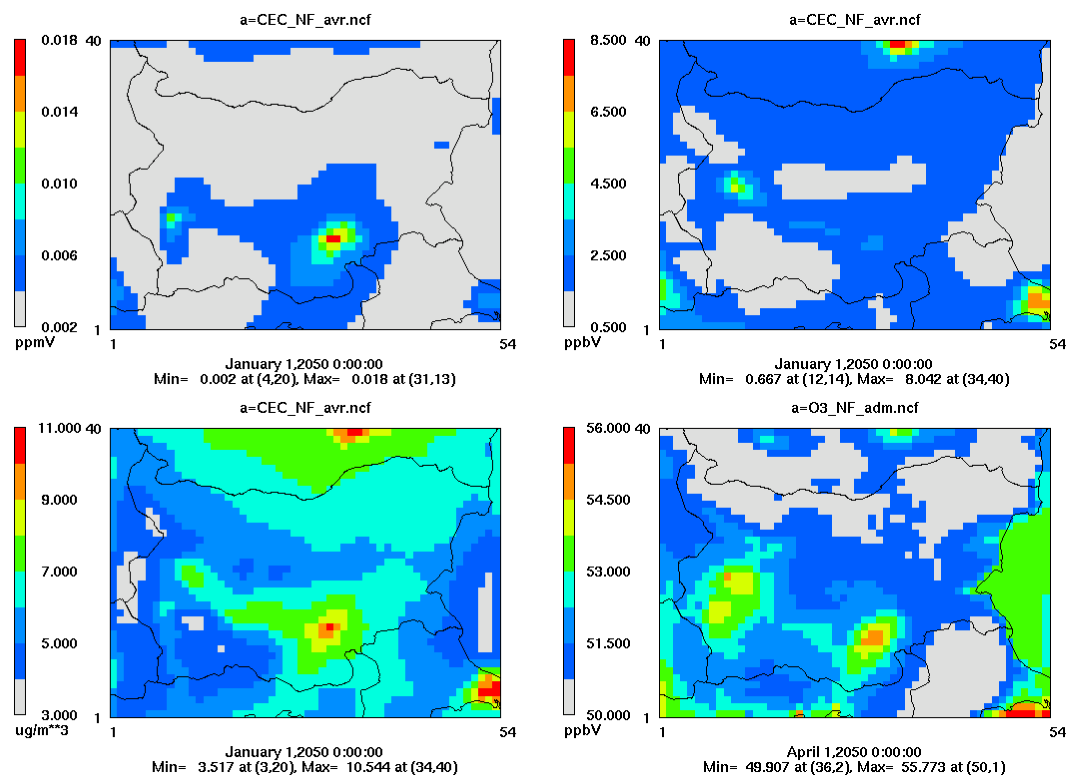 a=CEC_NF_avr.ncf
0.018
0.014
0.010
0.006
0.002
ppmV
40
1
1
54
January 1,2050 0:00:00
Min= 0.002 at (4,20), Max= 0.018 at (31,13)
a=CEC_NF_avr.ncf
8.500
6.500
4.500
2.500
0.500
ppbV
40
1
1
54
January 1,2050 0:00:00
Min= 0.667 at (12,14), Max= 8.042 at (34,40)
a=CEC_NF_avr.ncf
11.000
9.000
7.000
5.000
3.000
ug/m**3
40
1
1
54
January 1,2050 0:00:00
Min= 3.517 at (3,20), Max= 10.544 at (34,40)
a=O3_NF_adm.ncf
56.000
54.500
53.000
51.500
50.000
ppbV
40
1
1
54
April 1,2050 0:00:00
Min= 49.907 at (36,2), Max= 55.773 at (50,1)